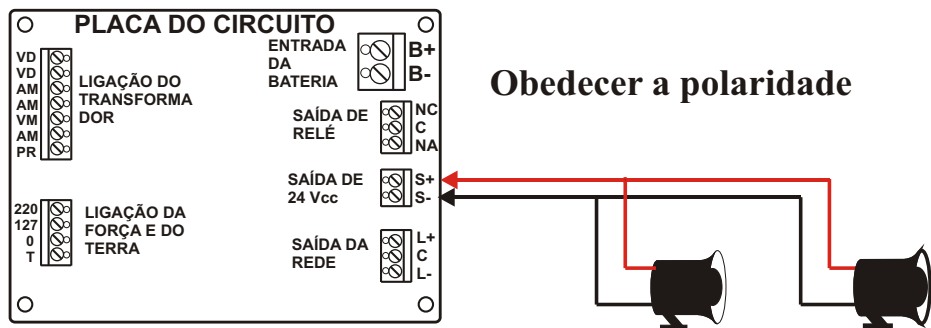 PLACA DO CIRCUITO
VD
VD
AM
AM
VM
AM
PR
LIGAÇÃO DO
TRANSFORMA
DOR
220
127
0
T
LIGAÇÃO DA
FORÇA E DO
TERRA
ENTRADA
DA
BATERIA
B+
B-
SAÍDA DE
RELÉ
NC
C
NA
SAÍDA DE
24 Vcc
S+
S-
SAÍDA DA
REDE
L+
C
L-
Obedecer a polaridade